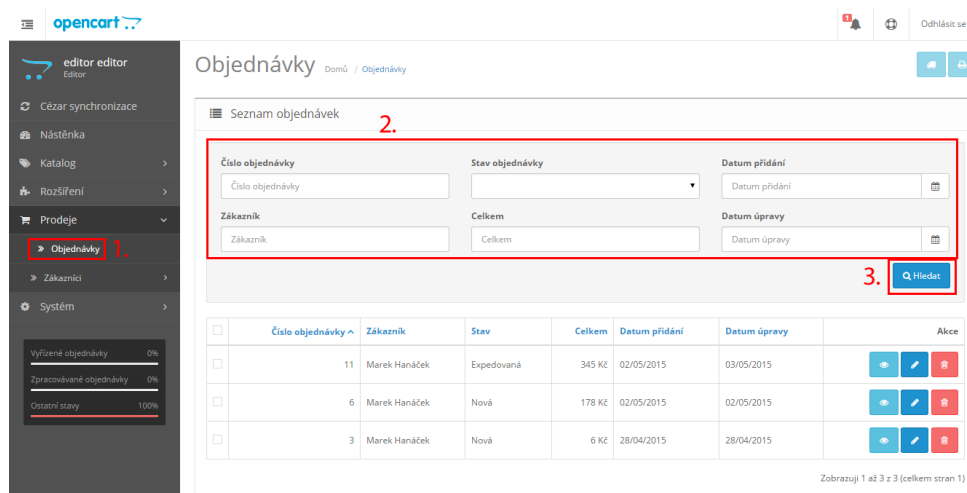 opencart
1
Odhlásit se
editor editor
Editor
Cézar synchronizace
Nástěnka
Katalog
Rozšíření
Prodeje
Objednávky 1.
Zákazníci
Systém
Vyřízené objednávky 0%
Zpracovávané objednávky 0%
Ostatní stavy 100%
Objednávky Domů / Objednávky
Seznam objednávek
2.
Číslo objednávky Stav objednávky Datum přidání
Číslo objednávky Datum přidání
Zákazník Celkem Datum úpravy
Zákazník Celkem Datum úpravy
3. Hledat
Číslo objednávky Zákazník Stav Celkem Datum přidání Datum úpravy Akce
11 Marek Hanáček Expedovaná 345 Kč 02/05/2015 03/05/2015
6 Marek Hanáček Nová 178 Kč 02/05/2015 02/05/2015
3 Marek Hanáček Nová 6 Kč 28/04/2015 28/04/2015
Zobrazuji 1 až 3 z 3 (celkem stran 1)